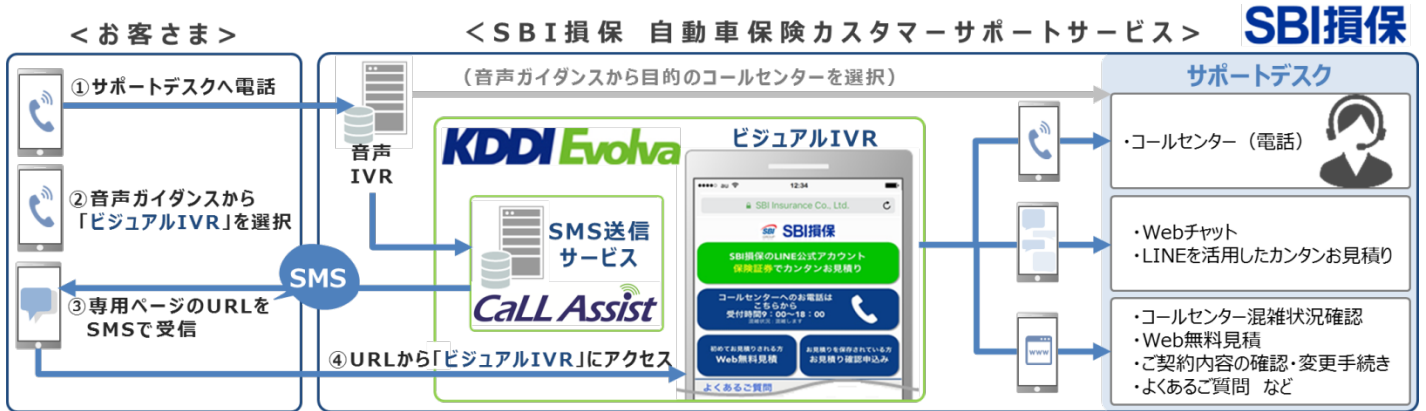 ＜お客さま＞
＜SBI損保 自動車保険カスタマーサポートサービス＞
SBI損保
①サポートデスクへ電話
②音声ガイダンスから
「ビジュアルIVR」を選択
SMS
③専用ページのURLを
SMSで受信
音声
IVR
（音声ガイダンスから目的のコールセンターを選択）
KDDI Evolva
SMS送信
サービス
CaLL Assist
④URLから「ビジュアルIVR」にアクセス
ビジュアルIVR
au
12:34
SBI Insurance Co., Ltd.
SBI SBI損保
SBI損保のLINE公式アカウント
保険証券でカンタンお見積り
コールセンターへのお電話は
こちらから
受付時間9：00～18：00
初めてお見積りされる方
Web無料見積
お見積りを保存されている方
お見積り確認申込み
よくあるご質問
www
サポートデスク
・コールセンター（電話）
・Webチャット
・LINEを活用したカンタンお見積り
・コールセンター混雑状況確認
・Web無料見積
・ご契約内容の確認・変更手続き
・よくあるご質問 など